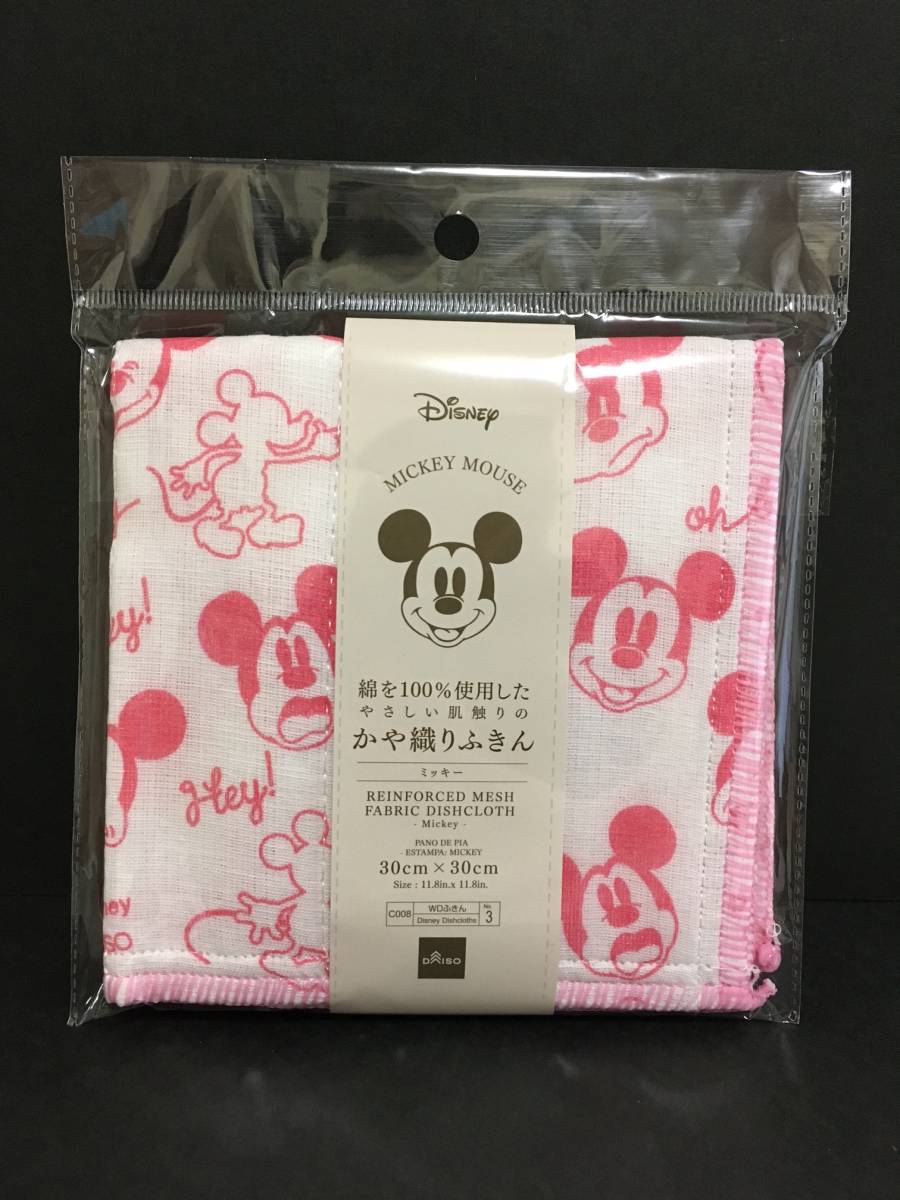 Disney
MICKEY MOUSE
綿を100%使用した
やさしい肌触りの
かや織りふきん
ミッキー
REINFORCED MESH
FABRIC DISHCLOTH
- Mickey -
PANO DE PIA
- ESTAMPA: MICKEY
30cm×30cm
Size : 11.8in.x 11.8in.
C008 WDふきん No.
Disney Dishcloths 3
DAISO
oh
ey!
Hey!
ney
ISO